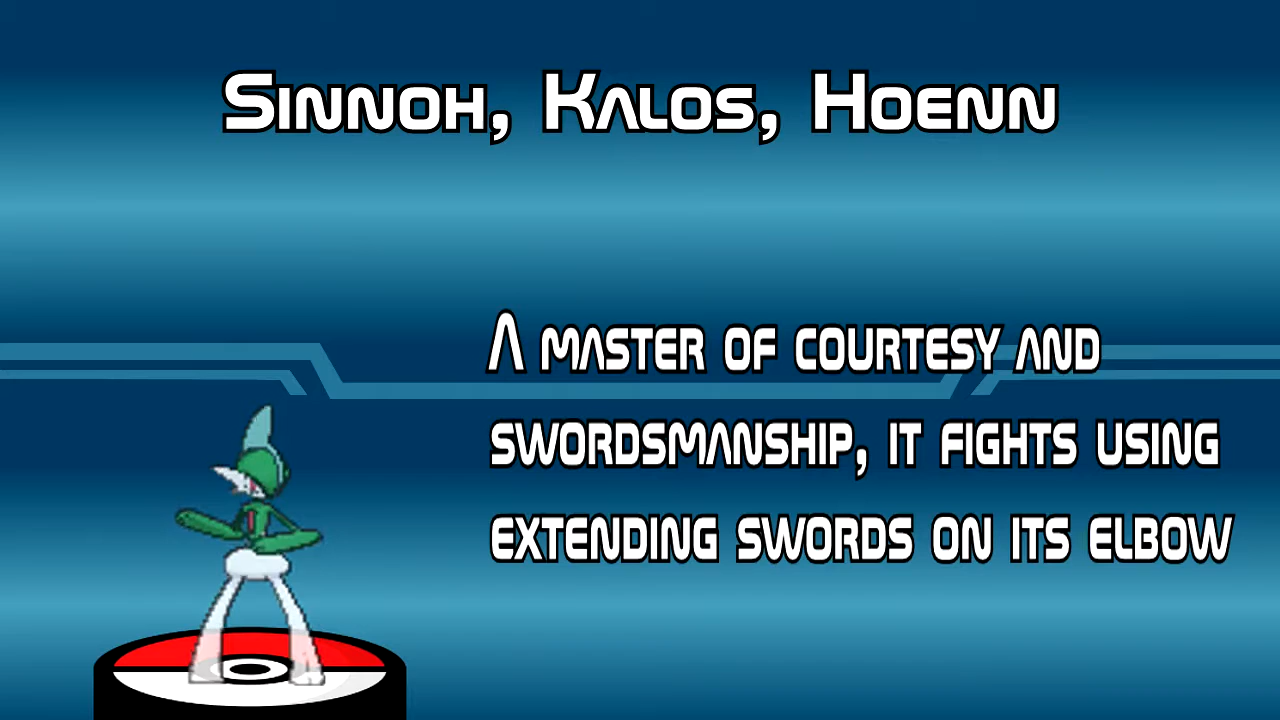 Sinnoh, Kalos, Hoenn
A master of courtesy and
swordsmanship, it fights using
extending swords on its elbow